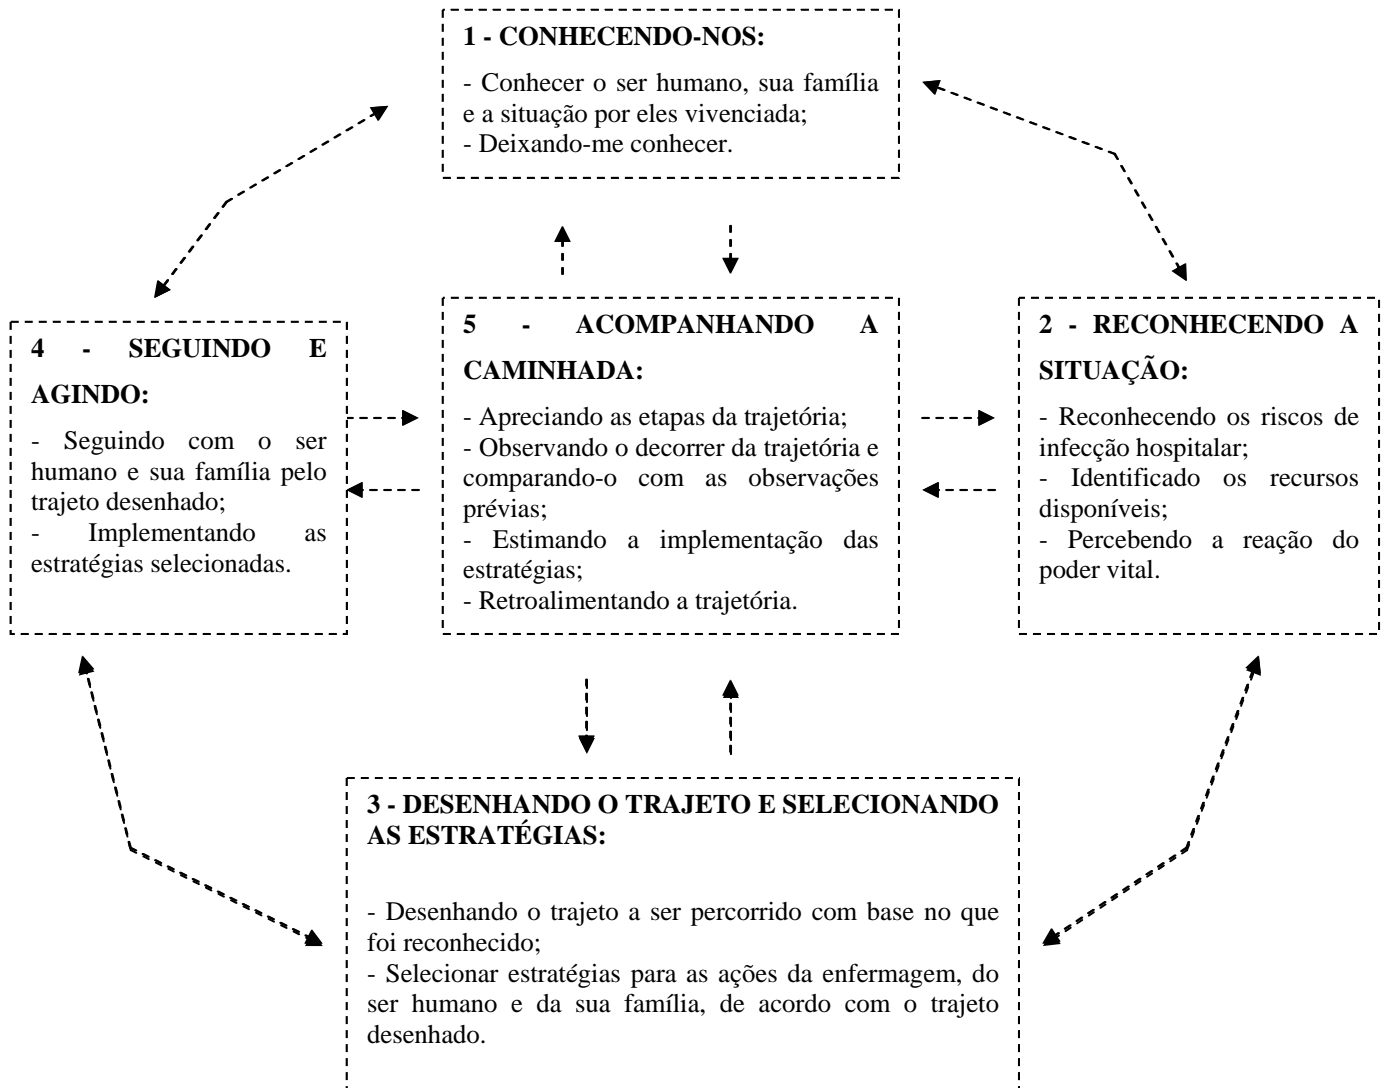 1 - CONHECENDO-NOS:
- Conhecer o ser humano, sua família
e a situação por eles vivenciada;
- Deixando-me conhecer.
4 - SEGUINDO E
AGINDO:
- Seguindo com o ser
humano e sua família pelo
trajeto desenhado;
- Implementando as
estratégias selecionadas.
5 - ACOMPANHANDO A
CAMINHADA:
- Apreciando as etapas da trajetória;
- Observando o decorrer da trajetória e
comparando-o com as observações
prévias;
- Estimando a implementação das
estratégias;
- Retroalimentando a trajetória.
2 - RECONHECENDO A
SITUAÇÃO:
- Reconhecendo os riscos de
infecção hospitalar;
- Identificado os recursos
disponíveis;
- Percebendo a reação do
poder vital.
3 - DESENHANDO O TRAJETO E SELECIONANDO
AS ESTRATÉGIAS:
- Desenhando o trajeto a ser percorrido com base no que
foi reconhecido;
- Selecionar estratégias para as ações da enfermagem, do
ser humano e da sua família, de acordo com o trajeto
desenhado.